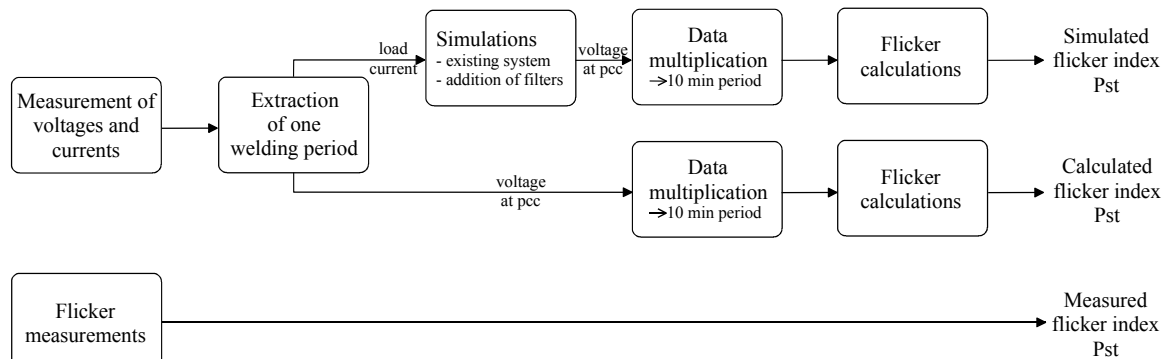 Measurement of
voltages and
currents
Extraction
of one
welding period
load
current
Simulations
- existing system
- addition of filters
voltage
at pcc
Data
multiplication
→10 min period
Flicker
calculations
Simulated
flicker index
Pst
voltage
at pcc
Data
multiplication
→10 min period
Flicker
calculations
Calculated
flicker index
Pst
Flicker
measurements
Measured
flicker index
Pst